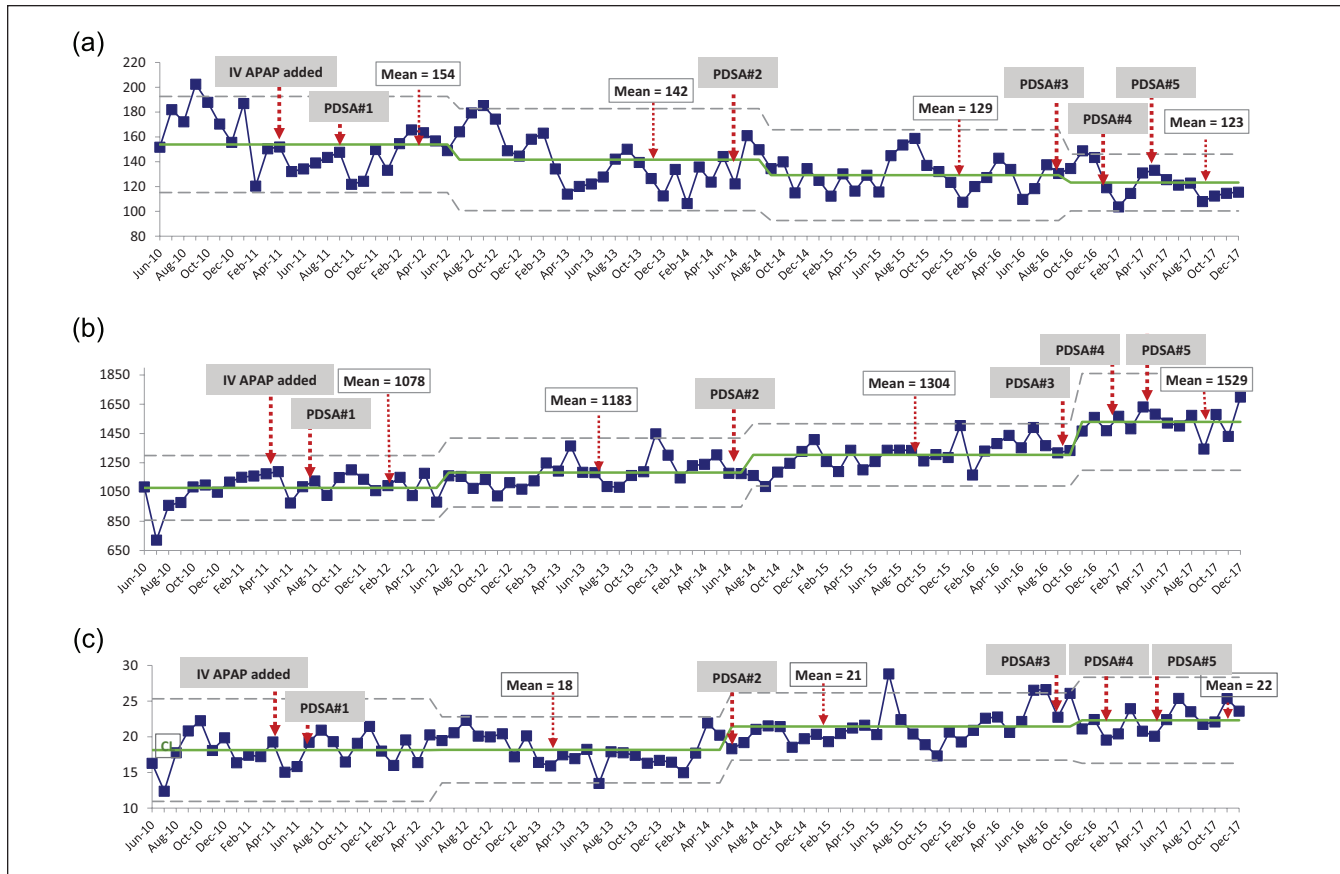 (a)
IV APAP added
PDSA#1
Mean = 154
Mean = 142
PDSA#2
Mean = 129
PDSA#3
PDSA#4
PDSA#5
Mean = 123
220
200
180
160
140
120
100
80
Jun-10 Aug-10 Oct-10 Dec-10 Feb-11 Apr-11 Jun-11 Aug-11 Oct-11 Dec-11 Feb-12 Apr-12 Jun-12 Aug-12 Oct-12 Dec-12 Feb-13 Apr-13 Jun-13 Aug-13 Oct-13 Dec-13 Feb-14 Apr-14 Jun-14 Aug-14 Oct-14 Dec-14 Feb-15 Apr-15 Jun-15 Aug-15 Oct-15 Dec-15 Feb-16 Apr-16 Jun-16 Aug-16 Oct-16 Dec-16 Feb-17 Apr-17 Jun-17 Aug-17 Oct-17 Dec-17
(b)
IV APAP added
PDSA#1
Mean = 1078
Mean = 1183
PDSA#2
Mean = 1304
PDSA#3
PDSA#4
PDSA#5
Mean = 1529
1850
1650
1450
1250
1050
850
650
Jun-10 Aug-10 Oct-10 Dec-10 Feb-11 Apr-11 Jun-11 Aug-11 Oct-11 Dec-11 Feb-12 Apr-12 Jun-12 Aug-12 Oct-12 Dec-12 Feb-13 Apr-13 Jun-13 Aug-13 Oct-13 Dec-13 Feb-14 Apr-14 Jun-14 Aug-14 Oct-14 Dec-14 Feb-15 Apr-15 Jun-15 Aug-15 Oct-15 Dec-15 Feb-16 Apr-16 Jun-16 Aug-16 Oct-16 Dec-16 Feb-17 Apr-17 Jun-17 Aug-17 Oct-17 Dec-17
(c)
IV APAP added
PDSA#1
Mean = 18
PDSA#2
Mean = 21
PDSA#3
PDSA#4
PDSA#5
Mean = 22
CL
30
25
20
15
10
Jun-10 Aug-10 Oct-10 Dec-10 Feb-11 Apr-11 Jun-11 Aug-11 Oct-11 Dec-11 Feb-12 Apr-12 Jun-12 Aug-12 Oct-12 Dec-12 Feb-13 Apr-13 Jun-13 Aug-13 Oct-13 Dec-13 Feb-14 Apr-14 Jun-14 Aug-14 Oct-14 Dec-14 Feb-15 Apr-15 Jun-15 Aug-15 Oct-15 Dec-15 Feb-16 Apr-16 Jun-16 Aug-16 Oct-16 Dec-16 Feb-17 Apr-17 Jun-17 Aug-17 Oct-17 Dec-17